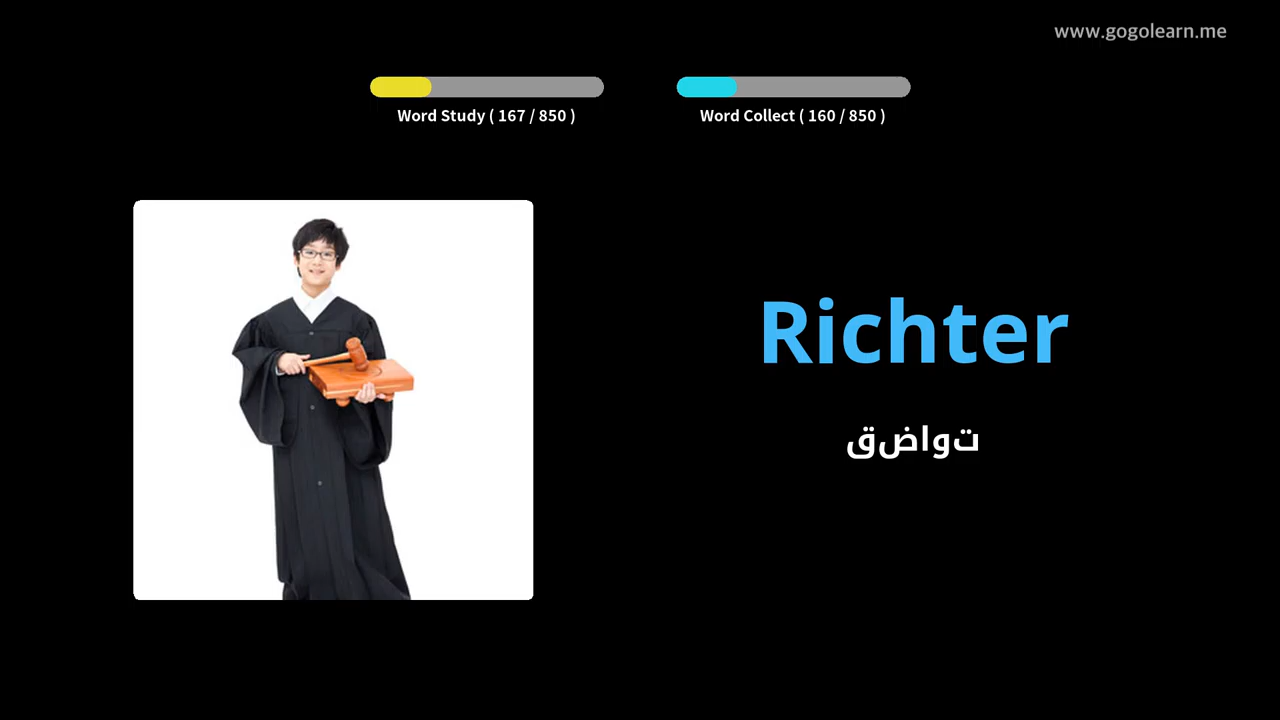 www.gogolearn.me
Word Study ( 167 / 850 )
Word Collect ( 160 / 850 )
Richter
تواضق